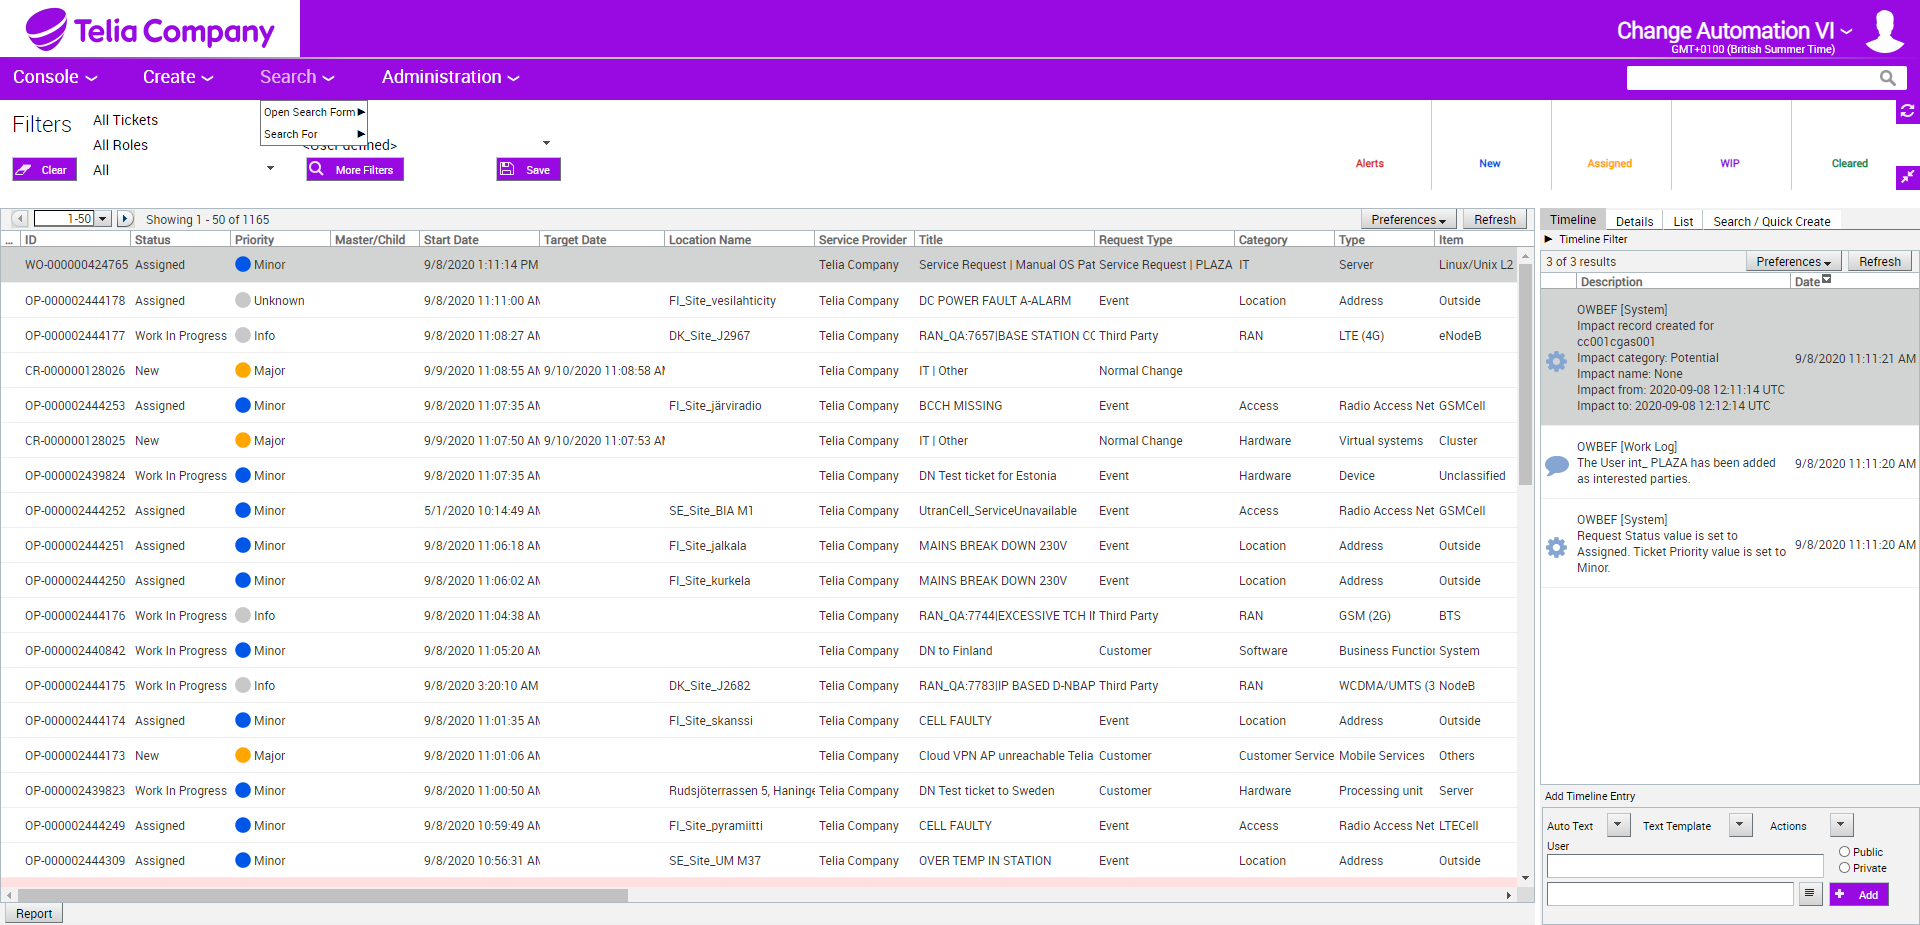 Telia Company
Change Automation VI
GMT+0100 (British Summer Time)
Console Create Search Administration
Open Search Form
Search For
Filters
All Tickets
All Roles
<User defined>
Clear All More Filters Save
Alerts New Assigned WIP Cleared
1-50 Showing 1 - 50 of 1165 Preferences Refresh
... ID Status Priority Master/Child Start Date Target Date Location Name Service Provider Title Request Type Category Type Item
WO-000000424765 Assigned Minor 9/8/2020 1:11:14 PM Telia Company Service Request | Manual OS Pat Service Request | PLAZA IT Server Linux/Unix L2
OP-000002444178 Assigned Unknown 9/8/2020 11:11:00 AM FI_Site_vesilahticity Telia Company DC POWER FAULT A-ALARM Event Location Address Outside
OP-000002444177 Work In Progress Info 9/8/2020 11:08:27 AM DK_Site_J2967 Telia Company RAN_QA:7657|BASE STATION CC Third Party RAN LTE (4G) eNodeB
CR-000000128026 New Major 9/9/2020 11:08:55 AM 9/10/2020 11:08:58 AM Telia Company IT | Other Normal Change
OP-000002444253 Assigned Minor 9/8/2020 11:07:35 AM FI_Site_järviradio Telia Company BCCH MISSING Event Access Radio Access Net GSMCell
CR-000000128025 New Major 9/9/2020 11:07:50 AM 9/10/2020 11:07:53 AM Telia Company IT | Other Normal Change Hardware Virtual systems Cluster
OP-000002439824 Work In Progress Minor 9/8/2020 11:07:35 AM Telia Company DN Test ticket for Estonia Event Hardware Device Unclassified
OP-000002444252 Assigned Minor 5/1/2020 10:14:49 AM SE_Site_BIA M1 Telia Company UtranCell_ServiceUnavailable Event Access Radio Access Net GSMCell
OP-000002444251 Assigned Minor 9/8/2020 11:06:18 AM FI_Site_jalkala Telia Company MAINS BREAK DOWN 230V Event Location Address Outside
OP-000002444250 Assigned Minor 9/8/2020 11:06:02 AM FI_Site_kurkela Telia Company MAINS BREAK DOWN 230V Event Location Address Outside
OP-000002444176 Work In Progress Info 9/8/2020 11:04:38 AM Telia Company RAN_QA:7744|EXCESSIVE TCH IN Third Party RAN GSM (2G) BTS
OP-000002440842 Work In Progress Minor 9/8/2020 11:05:20 AM Telia Company DN to Finland Customer Software Business Function System
OP-000002444175 Work In Progress Info 9/8/2020 3:20:10 AM DK_Site_J2682 Telia Company RAN_QA:7783|IP BASED D-NBAP Third Party RAN WCDMA/UMTS (3 NodeB
OP-000002444174 Assigned Minor 9/8/2020 11:01:35 AM FI_Site_skanssi Telia Company CELL FAULTY Event Location Address Outside
OP-000002444173 New Major 9/8/2020 11:01:06 AM Telia Company Cloud VPN AP unreachable Telia Customer Customer Service Mobile Services Others
OP-000002439823 Work In Progress Minor 9/8/2020 11:00:50 AM Rudsjöterrassen 5, Haninge Telia Company DN Test ticket to Sweden Customer Hardware Processing unit Server
OP-000002444249 Assigned Minor 9/8/2020 10:59:49 AM FI_Site_pyramiitti Telia Company CELL FAULTY Event Access Radio Access Net LTECell
OP-000002444309 Assigned Minor 9/8/2020 10:56:31 AM SE_Site_UM M37 Telia Company OVER TEMP IN STATION Event Location Address Outside
Report
Timeline Details List Search / Quick Create
Timeline Filter
3 of 3 results Preferences Refresh
Description Date
OWBEF [System]
Impact record created for
cc001cgas001
Impact category: Potential 9/8/2020 11:11:21 AM
Impact name: None
Impact from: 2020-09-08 12:11:14 UTC
Impact to: 2020-09-08 12:12:14 UTC
OWBEF [Work Log]
The User int_ PLAZA has been added 9/8/2020 11:11:20 AM
as interested parties.
OWBEF [System]
Request Status value is set to
Assigned. Ticket Priority value is set to 9/8/2020 11:11:20 AM
Minor.
Add Timeline Entry
Auto Text Text Template Actions
User
Public
Private
Add